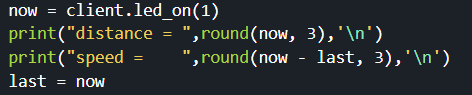 now = client.led_on(1)
print("distance = ",round(now, 3),'\n')
print("speed =    ",round(now - last, 3),'\n')
last = now